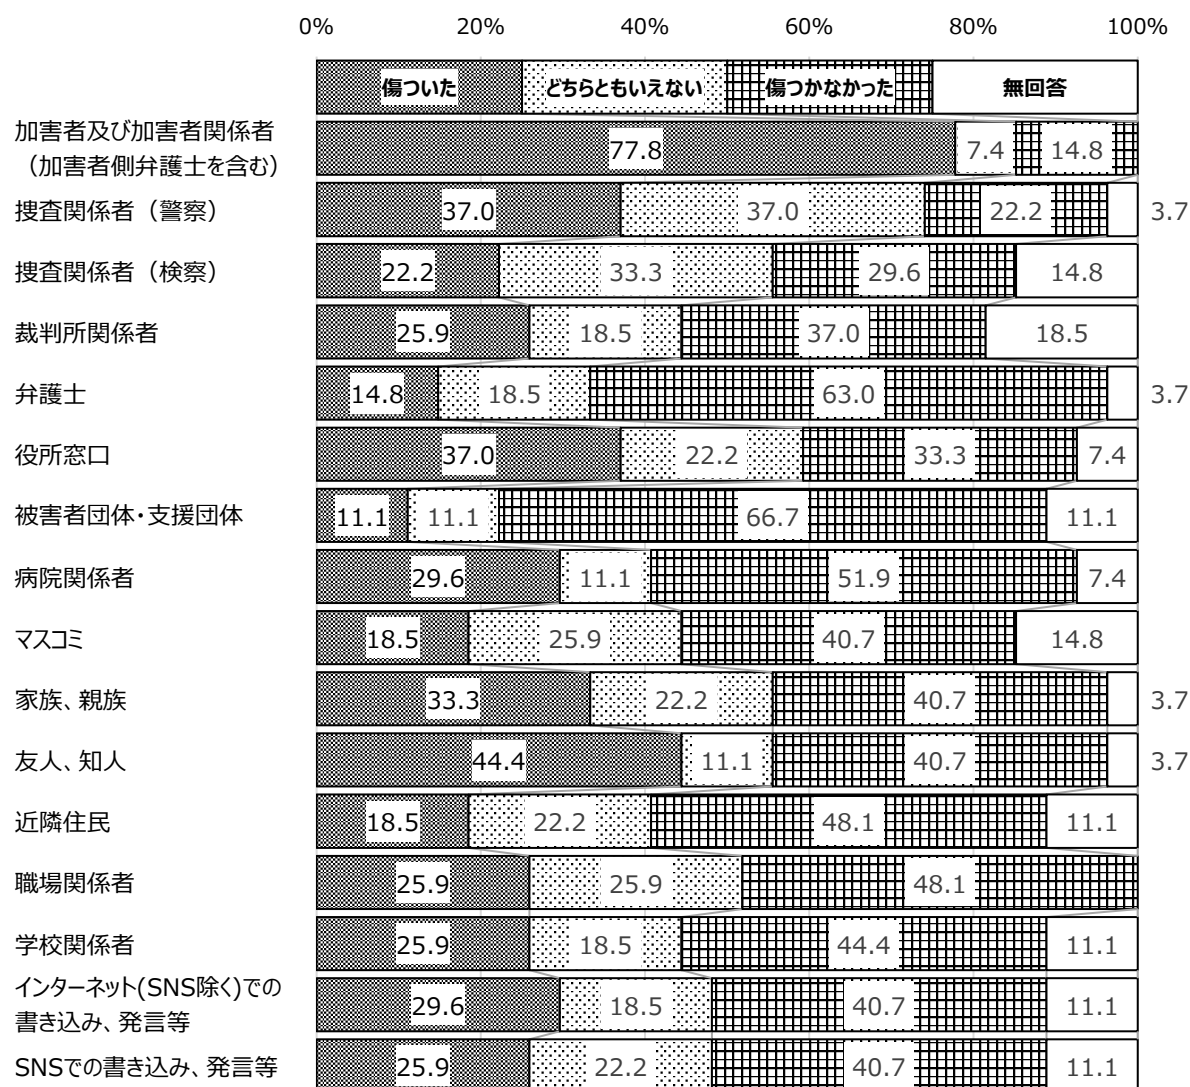 0% 20% 40% 60% 80% 100%
傷ついた どちらともいえない 傷つかなかった 無回答
加害者及び加害者関係者
（加害者側弁護士を含む） 77.8 7.4 14.8
捜査関係者（警察） 37.0 37.0 22.2 3.7
捜査関係者（検察） 22.2 33.3 29.6 14.8
裁判所関係者 25.9 18.5 37.0 18.5
弁護士 14.8 18.5 63.0 3.7
役所窓口 37.0 22.2 33.3 7.4
被害者団体・支援団体 11.1 11.1 66.7 11.1
病院関係者 29.6 11.1 51.9 7.4
マスコミ 18.5 25.9 40.7 14.8
家族、親族 33.3 22.2 40.7 3.7
友人、知人 44.4 11.1 40.7 3.7
近隣住民 18.5 22.2 48.1 11.1
職場関係者 25.9 25.9 48.1
学校関係者 25.9 18.5 44.4 11.1
インターネット(SNS除く)での
書き込み、発言等 29.6 18.5 40.7 11.1
SNSでの書き込み、発言等 25.9 22.2 40.7 11.1